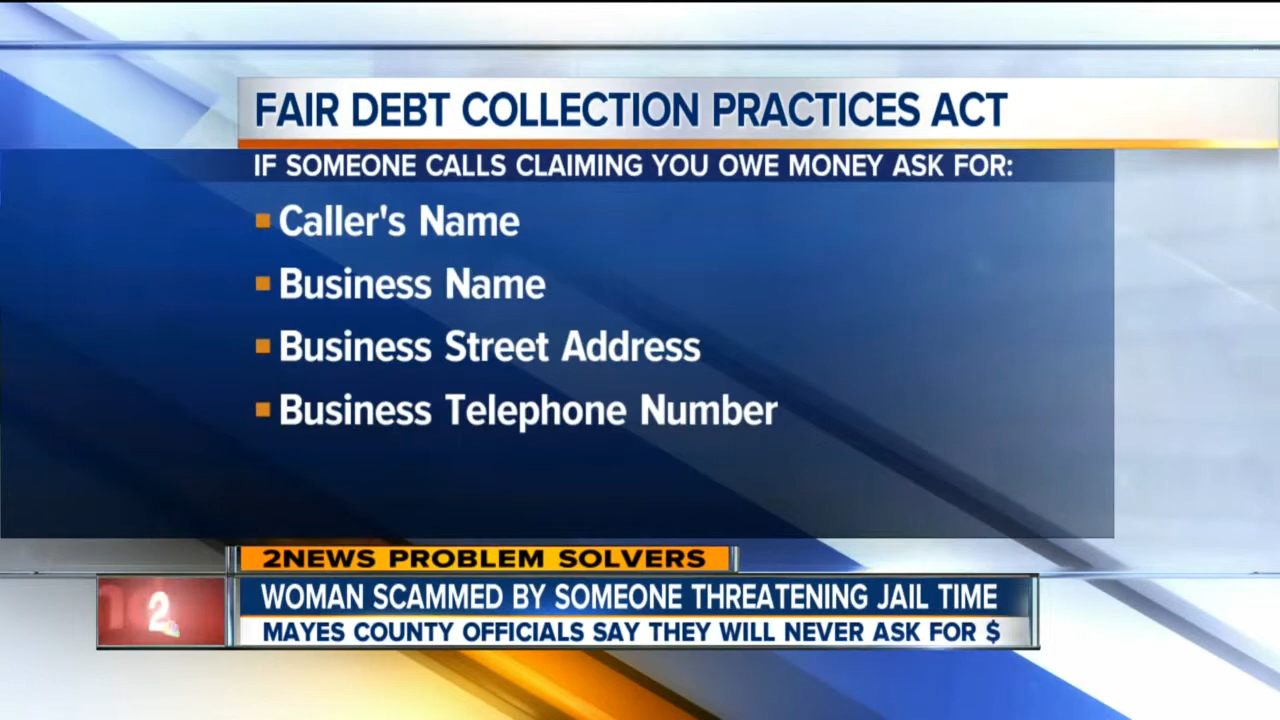 FAIR DEBT COLLECTION PRACTICES ACT
IF SOMEONE CALLS CLAIMING YOU OWE MONEY ASK FOR:
Caller's Name
Business Name
Business Street Address
Business Telephone Number
2NEWS PROBLEM SOLVERS
2
WOMAN SCAMMED BY SOMEONE THREATENING JAIL TIME
MAYES COUNTY OFFICIALS SAY THEY WILL NEVER ASK FOR $